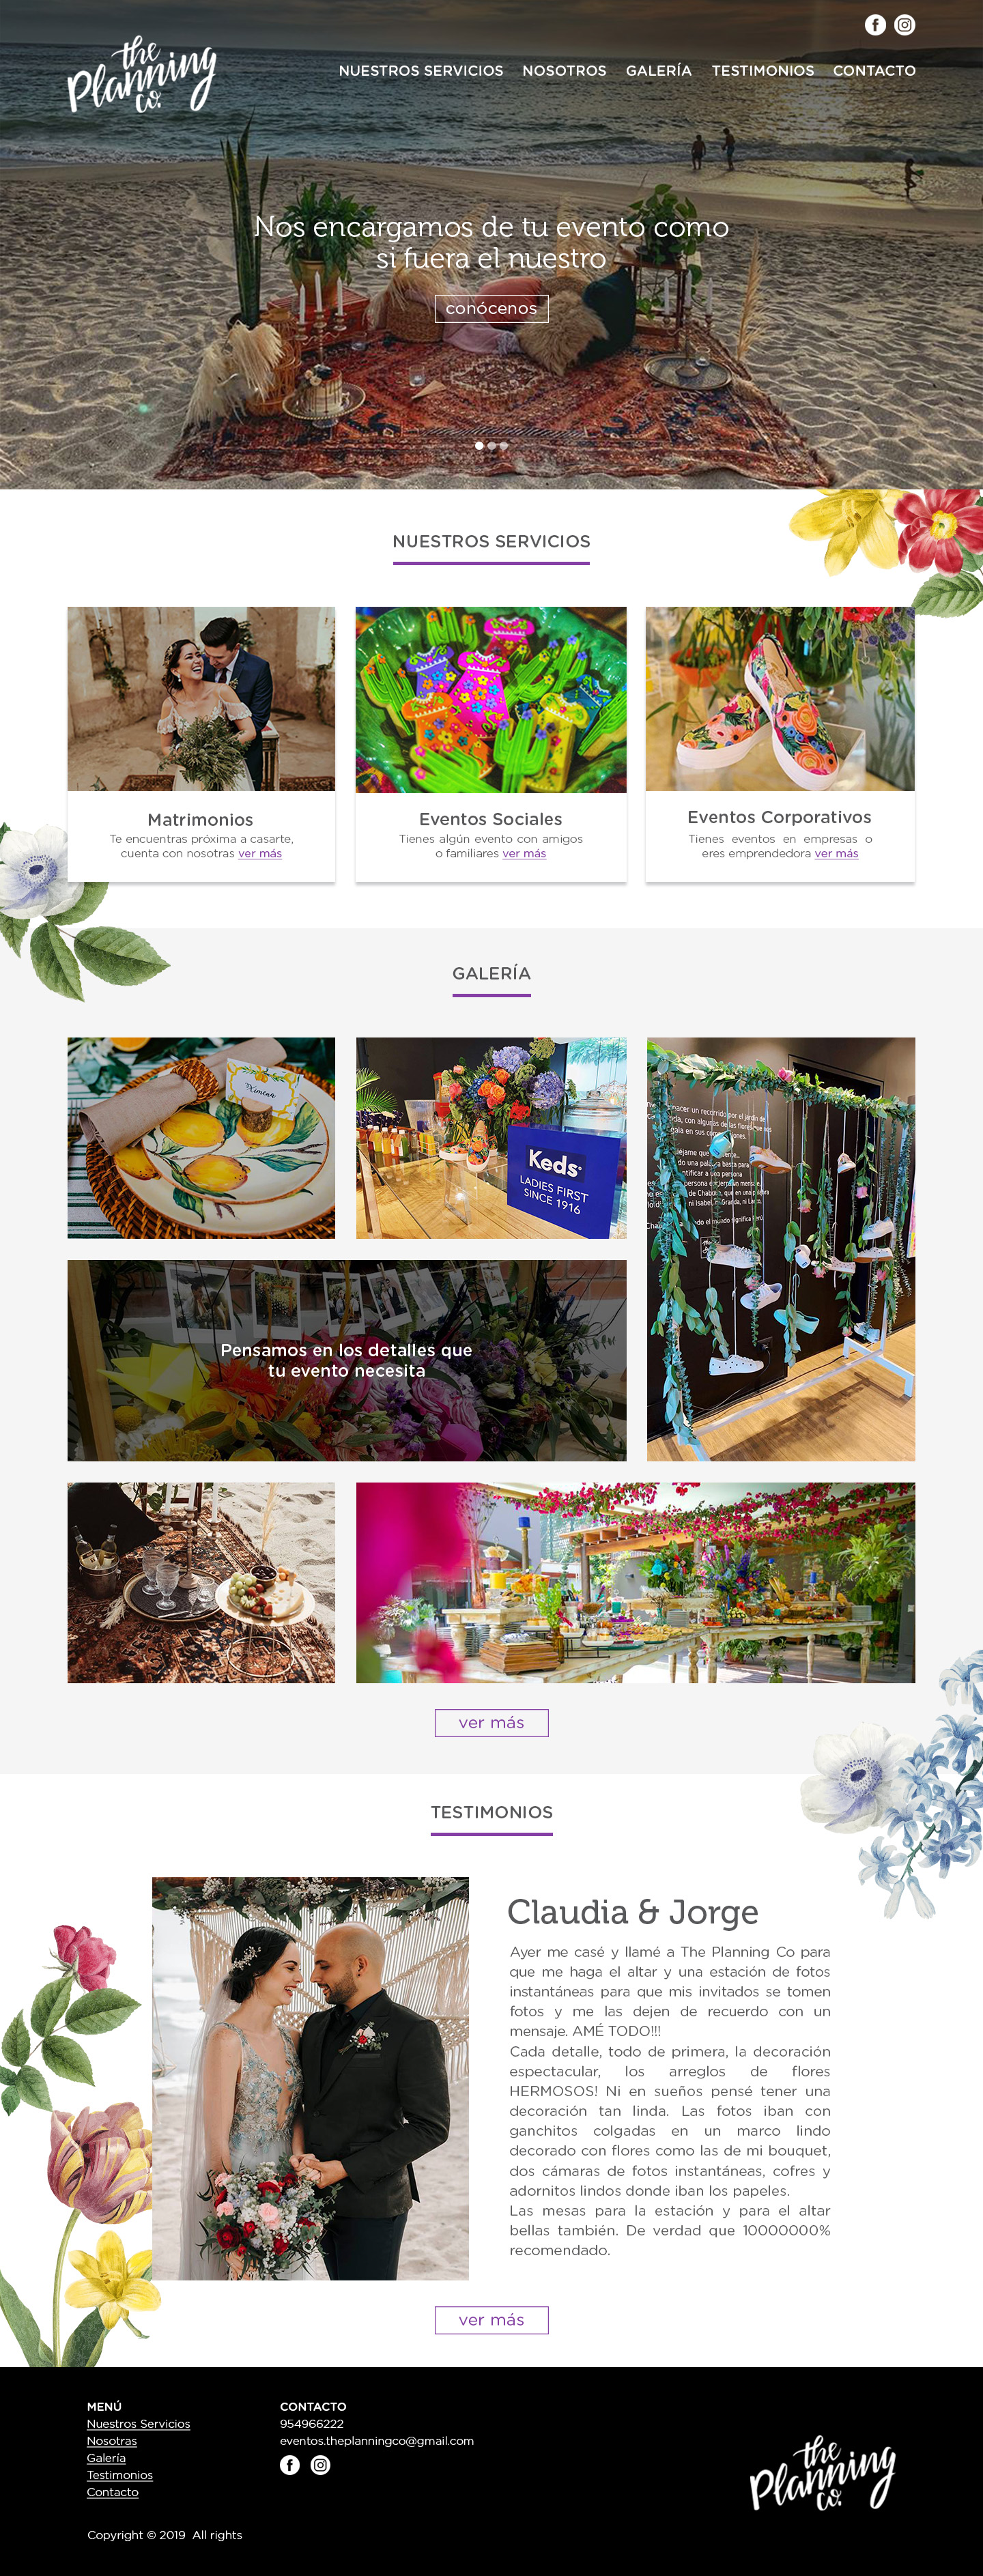 the
Planning
co.
NUESTROS SERVICIOS NOSOTROS GALERÍA TESTIMONIOS CONTACTO
Nos encargamos de tu evento como
si fuera el nuestro
conócenos
NUESTROS SERVICIOS
Matrimonios
Te encuentras próxima a casarte,
cuenta con nosotras ver más
Eventos Sociales
Tienes algún evento con amigos
o familiares ver más
Eventos Corporativos
Tienes eventos en empresas o
eres emprendedora ver más
GALERÍA
Ximena
Keds
LADIES FIRST
SINCE 1916
Pensamos en los detalles que
tu evento necesita
ver más
TESTIMONIOS
Claudia & Jorge
Ayer me casé y llamé a The Planning Co para
que me haga el altar y una estación de fotos
instantáneas para que mis invitados se tomen
fotos y me las dejen de recuerdo con un
mensaje. AMÉ TODO!!!
Cada detalle, todo de primera, la decoración
espectacular, los arreglos de flores
HERMOSOS! Ni en sueños pensé tener una
decoración tan linda. Las fotos iban con
ganchitos colgadas en un marco lindo
decorado con flores como las de mi bouquet,
dos cámaras de fotos instantáneas, cofres y
adornitos lindos donde iban los papeles.
Las mesas para la estación y para el altar
bellas también. De verdad que 10000000%
recomendado.
ver más
MENÚ
Nuestros Servicios
Nosotras
Galería
Testimonios
Contacto
CONTACTO
954966222
eventos.theplanningco@gmail.com
the
Planning
co.
Copyright © 2019 All rights